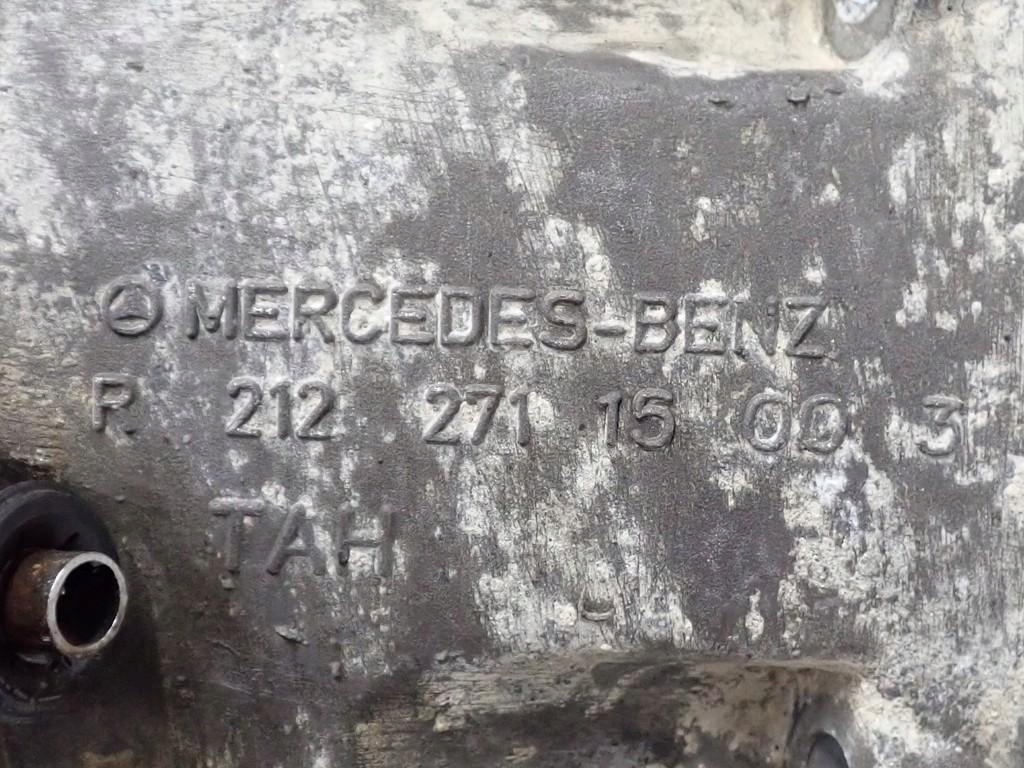 MERCEDES-BENZ
R 212 271 15 00 3
TAH